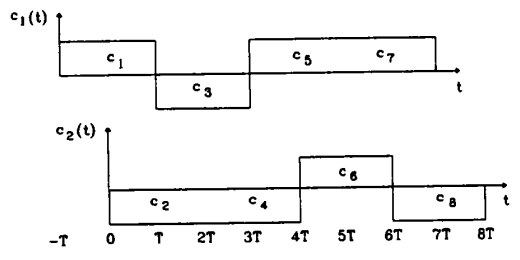 c1(t)
c1 c5 c7
c3
t
c2(t)
c6
t
c2 c4 c8
-T 0 T 2T 3T 4T 5T 6T 7T 8T